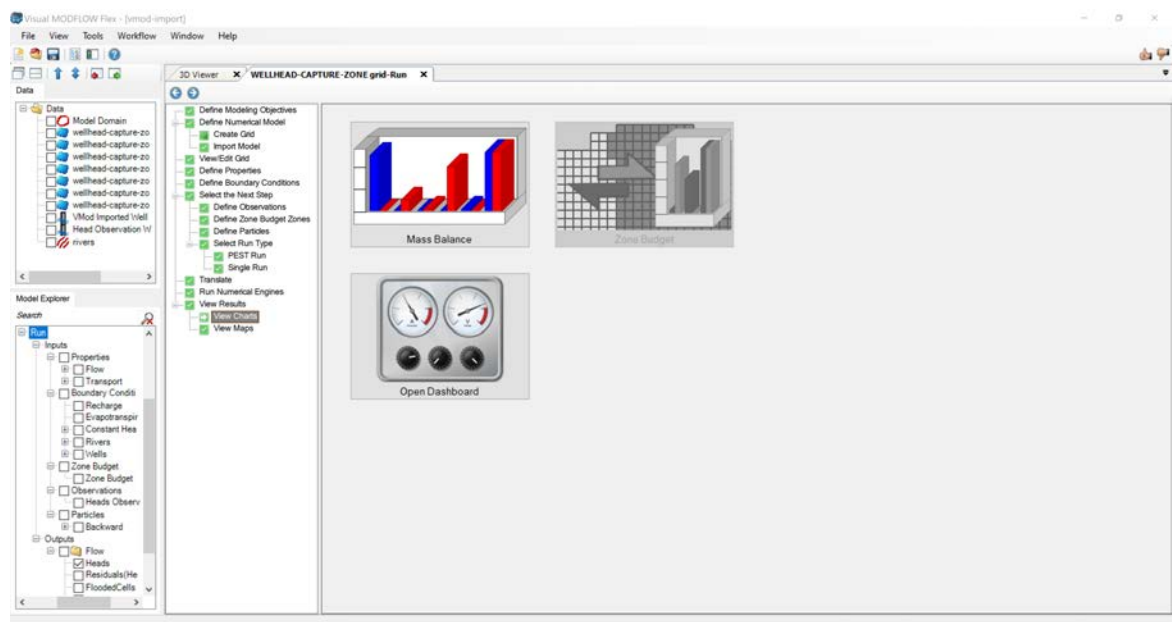 Visual MODFLOW Flex - [vmod-import]
File View Tools Workflow Window Help
Data
Data
Model Domain
wellhead-capture-zo
wellhead-capture-zo
wellhead-capture-zo
wellhead-capture-zo
wellhead-capture-zo
wellhead-capture-zo
VMod Imported Well
Head Observation W
rivers
Model Explorer
Search
Run
Inputs
Properties
Flow
Transport
Boundary Conditi
Recharge
Evapotranspir
Constant Hea
Rivers
Wells
Zone Budget
Zone Budget
Observations
Heads Observ
Particles
Backward
Outputs
Flow
Heads
Residuals(He
FloodedCells
3D Viewer WELLHEAD-CAPTURE-ZONE grid-Run
Define Modeling Objectives
Define Numerical Model
Create Grid
Import Model
View/Edit Grid
Define Properties
Define Boundary Conditions
Select the Next Step
Define Observations
Define Zone Budget Zones
Define Particles
Select Run Type
PEST Run
Single Run
Translate
Run Numerical Engines
View Results
View Charts
View Maps
Mass Balance
Zone Budget
Open Dashboard